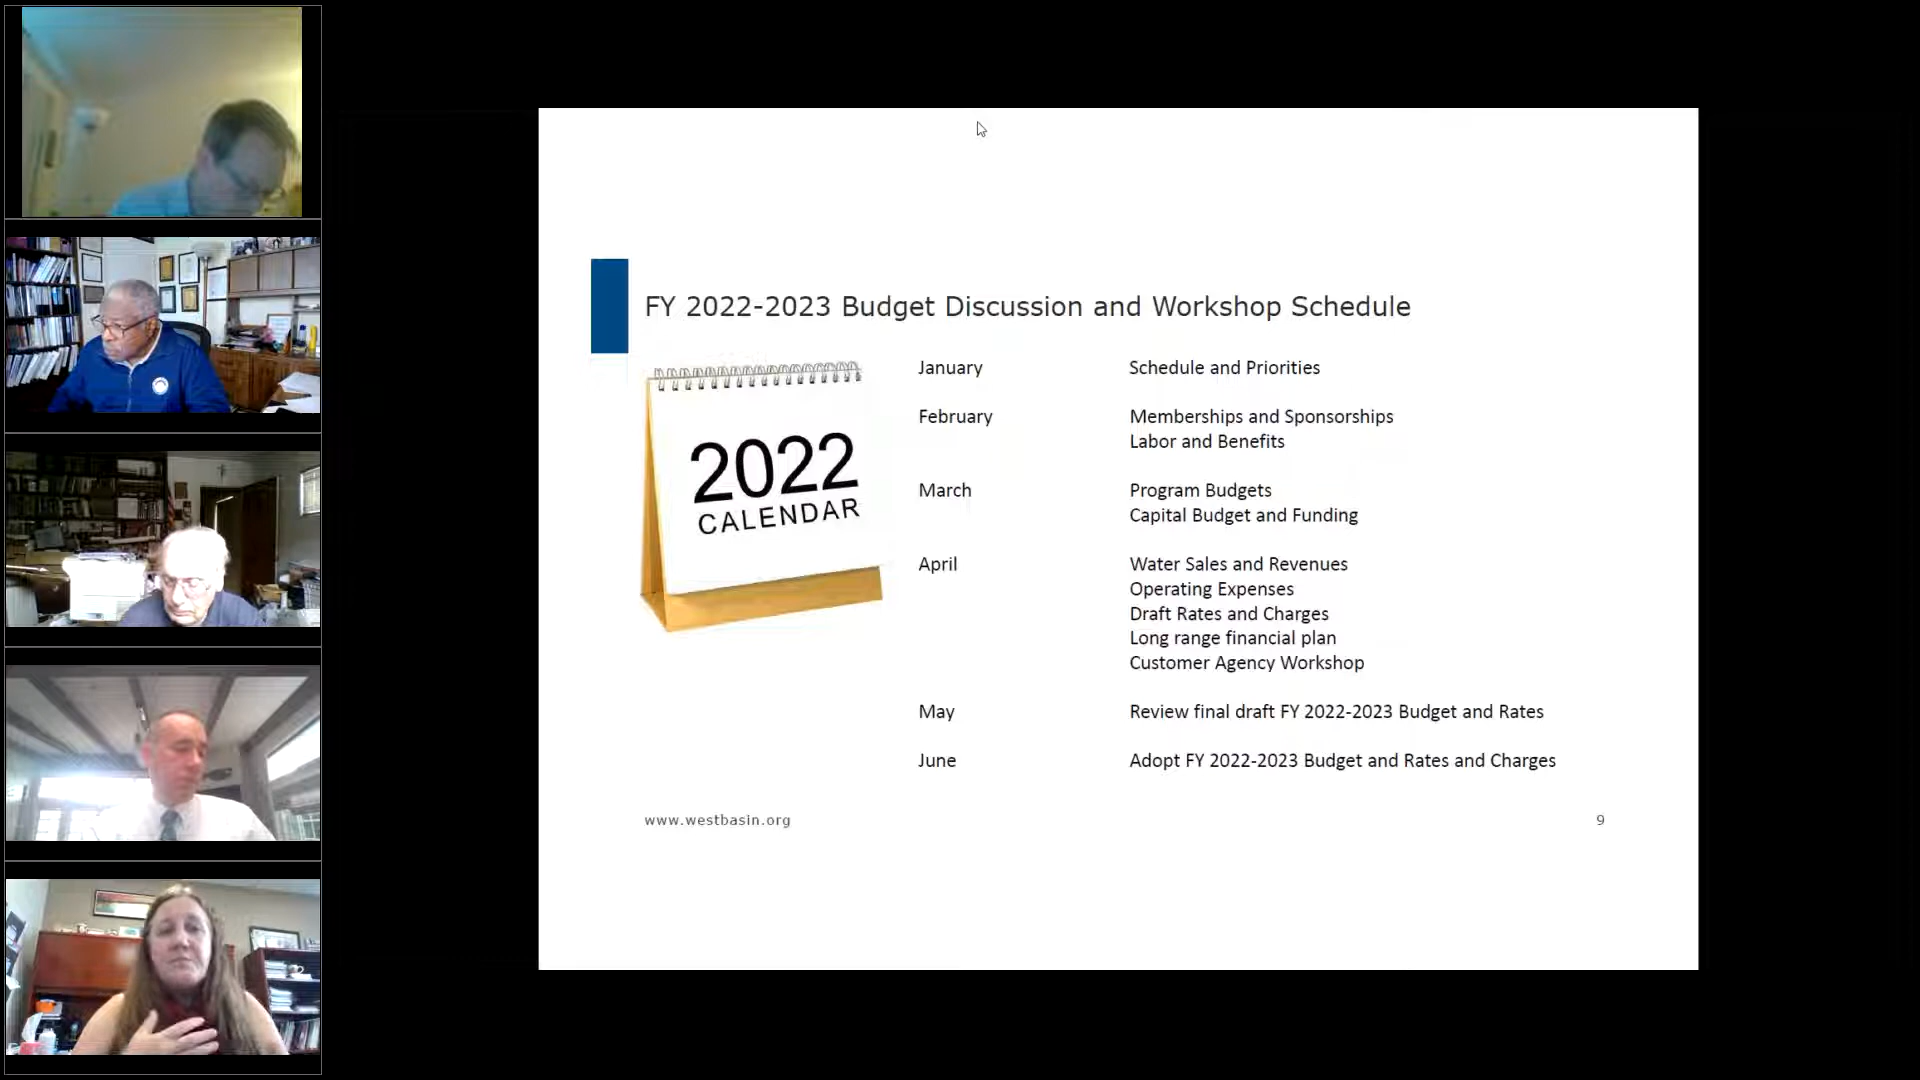 FY 2022-2023 Budget Discussion and Workshop Schedule
2022
CALENDAR
January Schedule and Priorities
February Memberships and Sponsorships
Labor and Benefits
March Program Budgets
Capital Budget and Funding
April Water Sales and Revenues
Operating Expenses
Draft Rates and Charges
Long range financial plan
Customer Agency Workshop
May Review final draft FY 2022-2023 Budget and Rates
June Adopt FY 2022-2023 Budget and Rates and Charges
www.westbasin.org 9